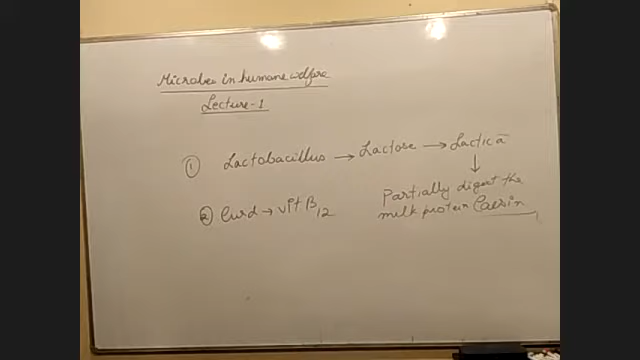 Microbes in humane welfare
Lecture-1
① Lactobacillus → Lactose → Lactic ā
↓
Partially digest the
milk protein Caesin
② Curd → vit B12